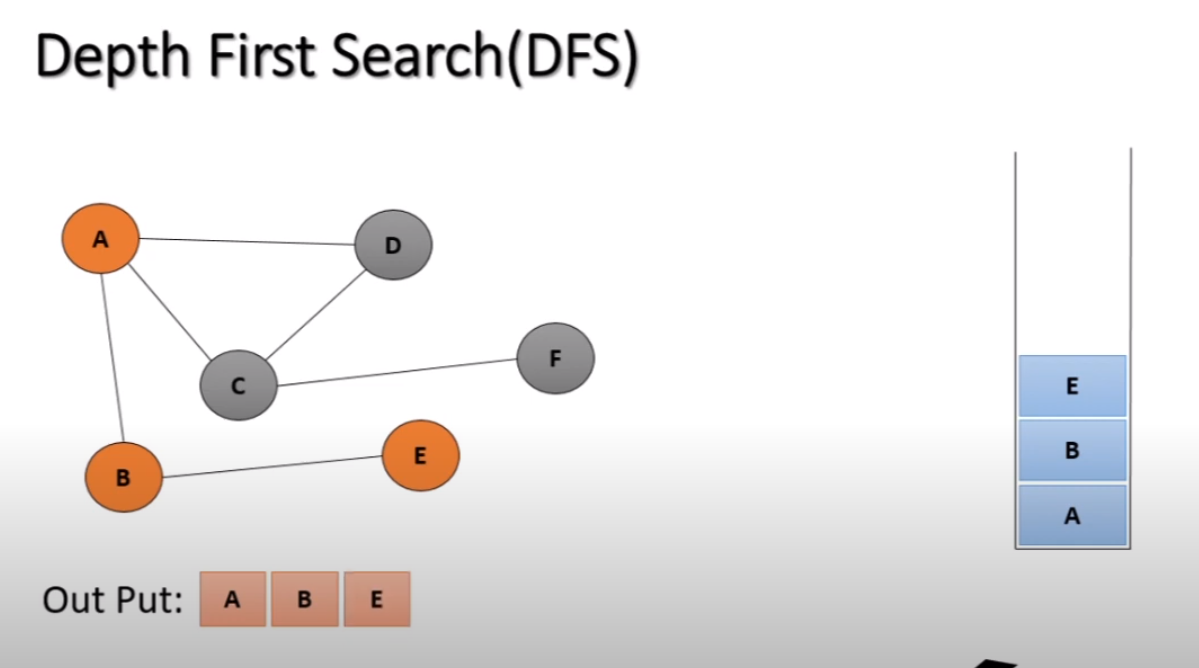 Depth First Search(DFS)
A
D
C
F
B
E
E
B
A
Out Put: A B E